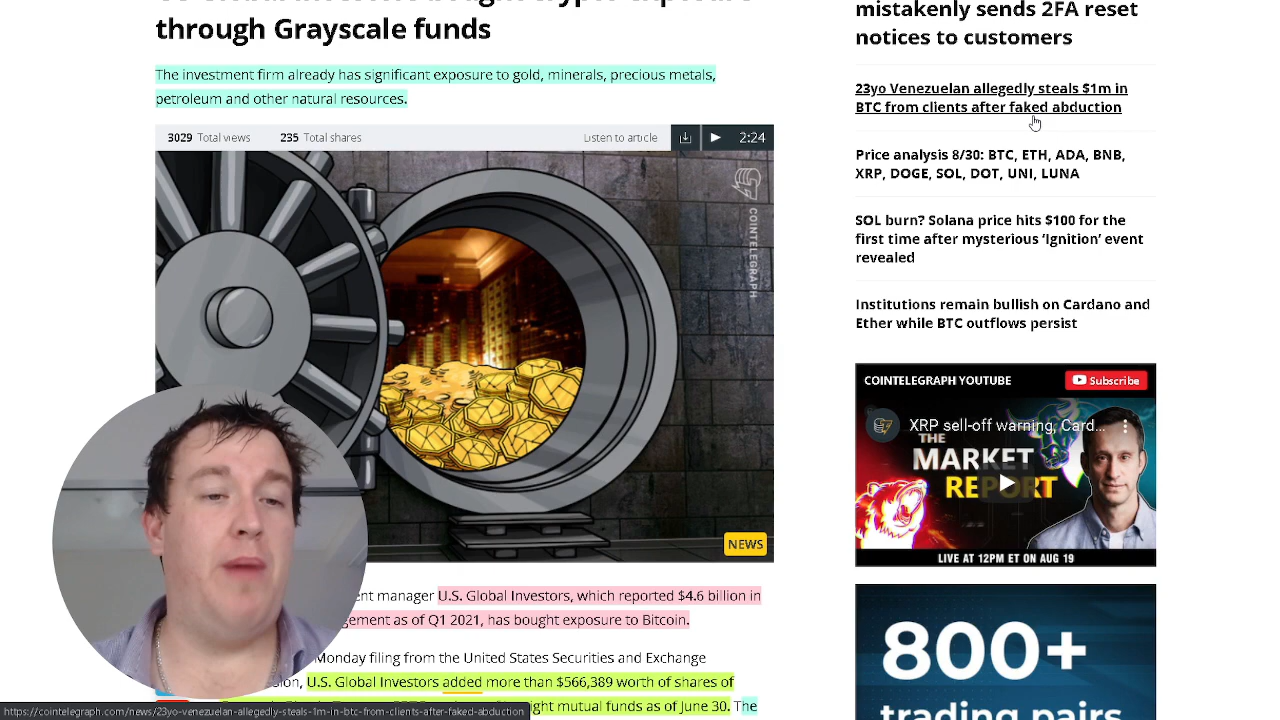 through Grayscale funds
The investment firm already has significant exposure to gold, minerals, precious metals,
petroleum and other natural resources.
3029 Total views 235 Total shares Listen to article 2:24
COINTELEGRAPH
NEWS
U.S. Global Investors, which reported $4.6 billion in
as of Q1 2021, has bought exposure to Bitcoin.
Monday filing from the United States Securities and Exchange
U.S. Global Investors added more than $566,389 worth of shares of
mutual funds as of June 30. The
https://cointelegraph.com/news/23yo-venezuelan-allegedly-steals-1m-in-btc-from-clients-after-faked-abduction
mistakenly sends 2FA reset
notices to customers
23yo Venezuelan allegedly steals $1m in
BTC from clients after faked abduction
Price analysis 8/30: BTC, ETH, ADA, BNB,
XRP, DOGE, SOL, DOT, UNI, LUNA
SOL burn? Solana price hits $100 for the
first time after mysterious ‘Ignition’ event
revealed
Institutions remain bullish on Cardano and
Ether while BTC outflows persist
COINTELEGRAPH YOUTUBE Subscribe
XRP sell-off warning, Card...
THE
MARKET
REPORT
LIVE AT 12PM ET ON AUG 19
800+
trading pairs